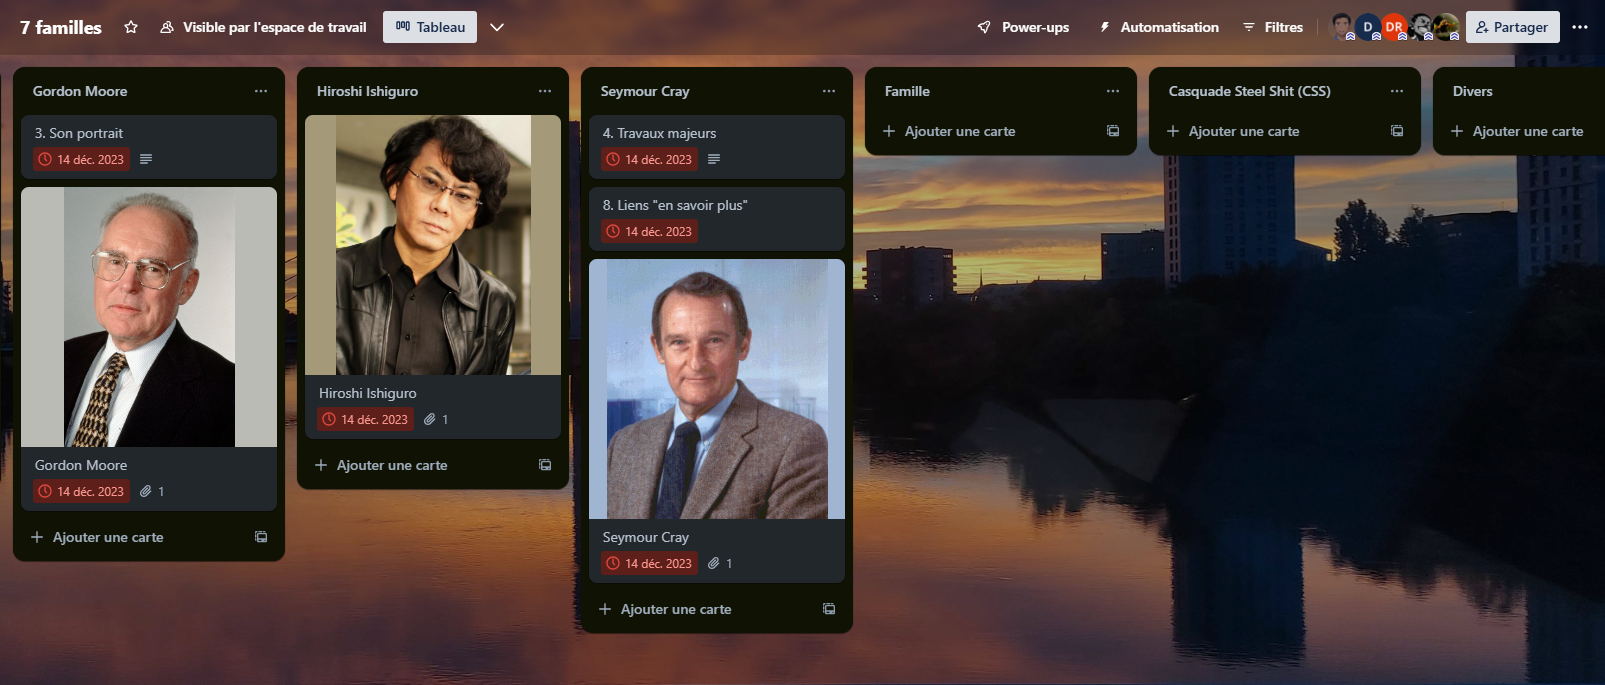 7 familles
Visible par l'espace de travail
Tableau
Power-ups
Automatisation
Filtres
D
DR
Partager
Gordon Moore
3. Son portrait
14 déc. 2023
Gordon Moore
14 déc. 2023
1
Ajouter une carte
Hiroshi Ishiguro
Hiroshi Ishiguro
14 déc. 2023
1
Ajouter une carte
Seymour Cray
4. Travaux majeurs
14 déc. 2023
8. Liens "en savoir plus"
14 déc. 2023
Seymour Cray
14 déc. 2023
1
Ajouter une carte
Famille
Ajouter une carte
Casquade Steel Shit (CSS)
Ajouter une carte
Divers
Ajouter une carte